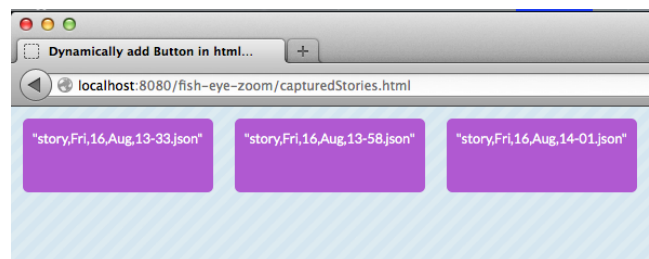 Dynamically add Button in html...
localhost:8080/fish-eye-zoom/capturedStories.html
"story,Fri,16,Aug,13-33.json"
"story,Fri,16,Aug,13-58.json"
"story,Fri,16,Aug,14-01.json"